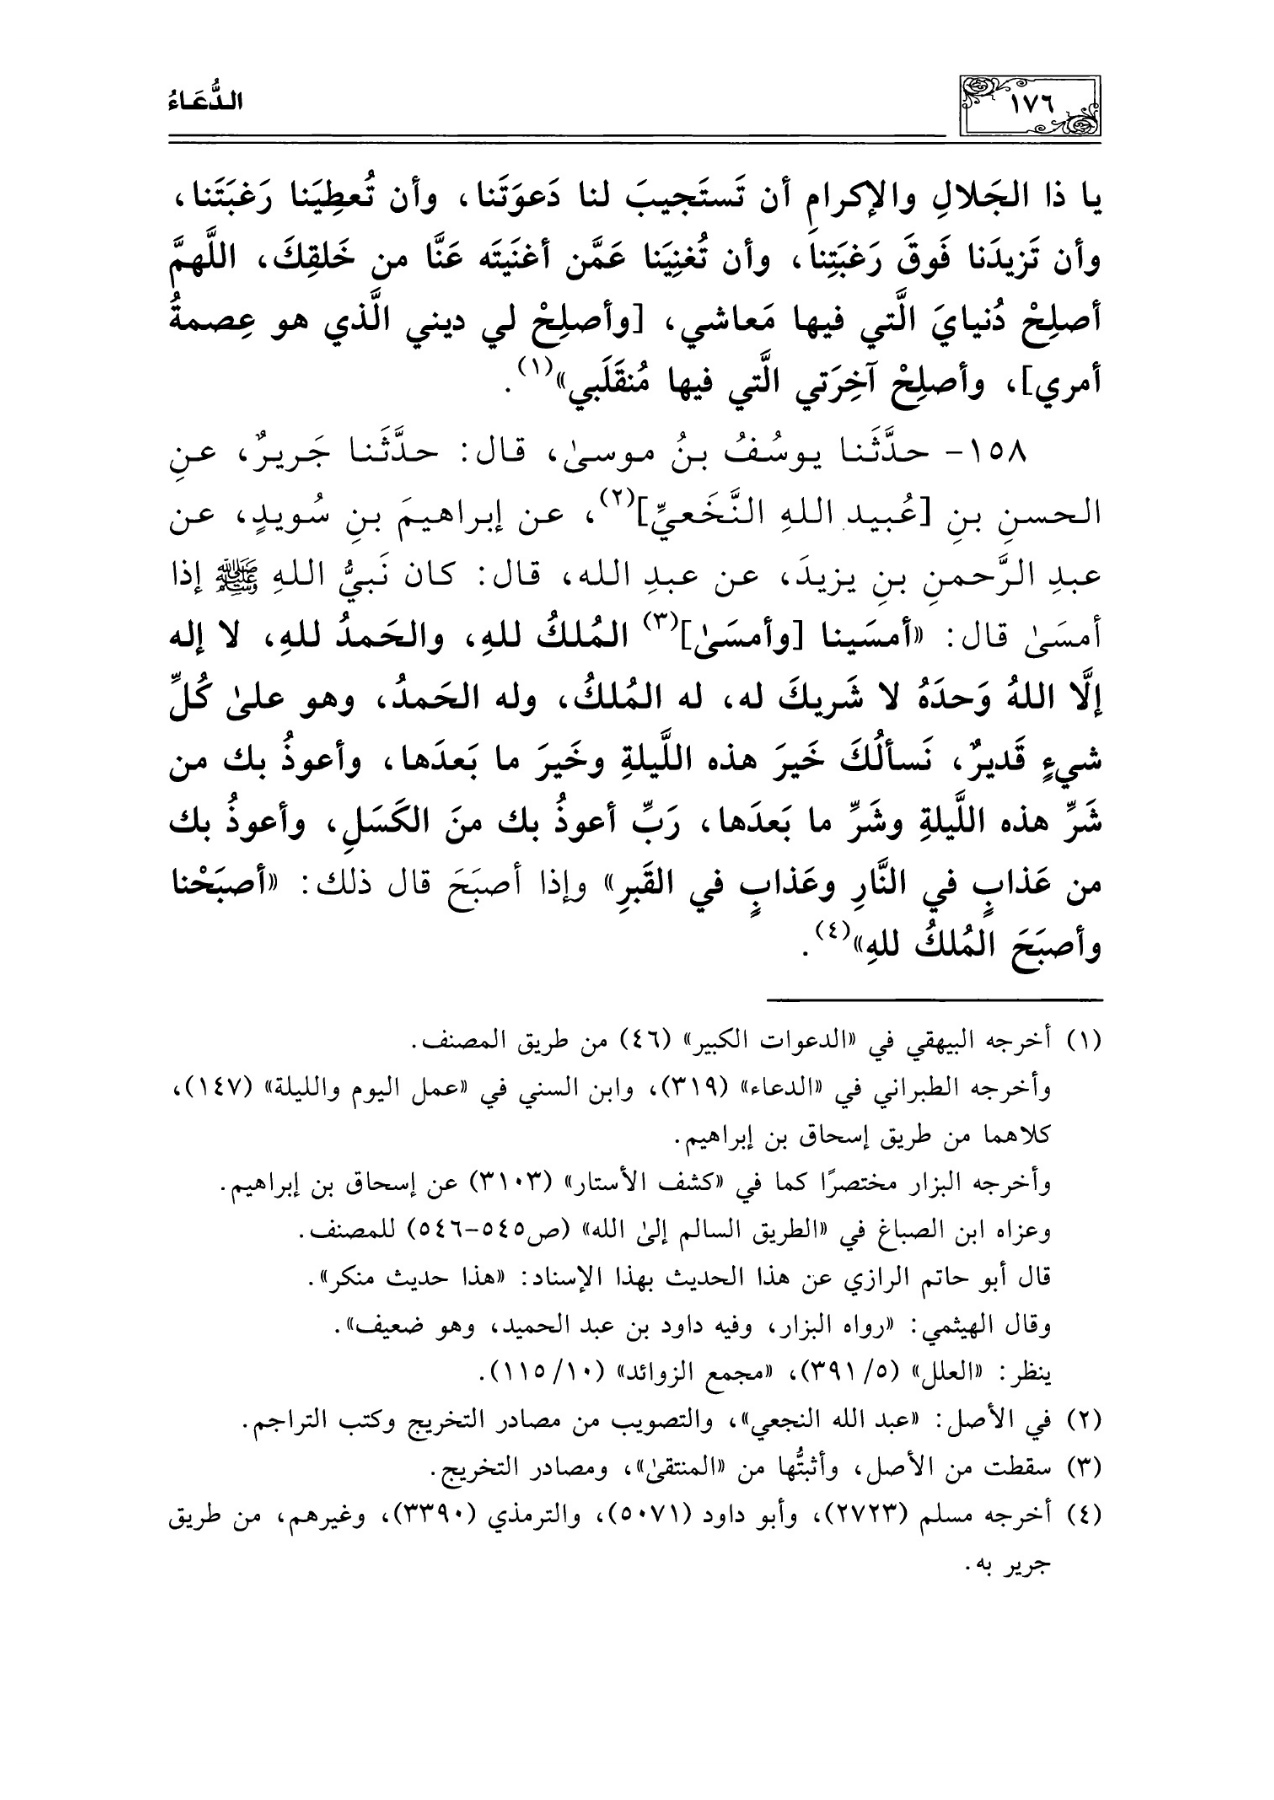 ١٧٦
الدُّعَاءُ
يا ذا الجَلالِ والإكرامِ أن تَستَجيبَ لنا دَعوَتَنا، وأن تُعطِيَنا رَغبَتَنا،
وأن تَزيدَنا فَوقَ رَغبَتِنا، وأن تُغنِيَنا عَمَّن أغنَيتَه عَنَّا من خَلقِكَ، اللَّهمَّ
أصلِحْ دُنيايَ الَّتي فيها مَعاشي، [وأصلِحْ لي ديني الَّذي هو عِصمةُ
أمري]، وأصلِحْ آخِرَتي الَّتي فيها مُنقَلَبي»(١).
١٥٨- حدَّثَنا يوسُفُ بنُ موسىٰ، قال: حدَّثَنا جَريرٌ، عنِ
الحسنِ بنِ [عُبيد اللهِ النَّخَعيِّ](٢)، عن إبراهيمَ بنِ سُويدٍ، عن
عبدِ الرَّحمنِ بنِ يزيدَ، عن عبدِ الله، قال: كان نَبيُّ اللهِ ﷺ إذا
أمسَىٰ قال: «أمسَينا [وأمسَىٰ](٣) المُلكُ للهِ، والحَمدُ للهِ، لا إله
إلَّا اللهُ وَحدَهُ لا شَريكَ له، له المُلكُ، وله الحَمدُ، وهو علىٰ كُلِّ
شيءٍ قَديرٌ، نَسألُكَ خَيرَ هذه اللَّيلةِ وخَيرَ ما بَعدَها، وأعوذُ بك من
شَرِّ هذه اللَّيلةِ وشَرِّ ما بَعدَها، رَبِّ أعوذُ بك منَ الكَسَلِ، وأعوذُ بك
من عَذابٍ في النَّارِ وعَذابٍ في القَبرِ» وإذا أصبَحَ قال ذلك: «أصبَحْنا
وأصبَحَ المُلكُ للهِ»(٤).
(١) أخرجه البيهقي في «الدعوات الكبير» (٤٦) من طريق المصنف.
وأخرجه الطبراني في «الدعاء» (٣١٩)، وابن السني في «عمل اليوم والليلة» (١٤٧)،
كلاهما من طريق إسحاق بن إبراهيم.
وأخرجه البزار مختصرًا كما في «كشف الأستار» (٣١٠٣) عن إسحاق بن إبراهيم.
وعزاه ابن الصباغ في «الطريق السالم إلىٰ الله» (ص٥٤٥-٥٤٦) للمصنف.
قال أبو حاتم الرازي عن هذا الحديث بهذا الإسناد: «هذا حديث منكر».
وقال الهيثمي: «رواه البزار، وفيه داود بن عبد الحميد، وهو ضعيف».
ينظر: «العلل» (٥/ ٣٩١)، «مجمع الزوائد» (١٠/ ١١٥).
(٢) في الأصل: «عبد الله النجعي»، والتصويب من مصادر التخريج وكتب التراجم.
(٣) سقطت من الأصل، وأثبتُّها من «المنتقىٰ»، ومصادر التخريج.
(٤) أخرجه مسلم (٢٧٢٣)، وأبو داود (٥٠٧١)، والترمذي (٣٣٩٠)، وغيرهم، من طريق
جرير به.